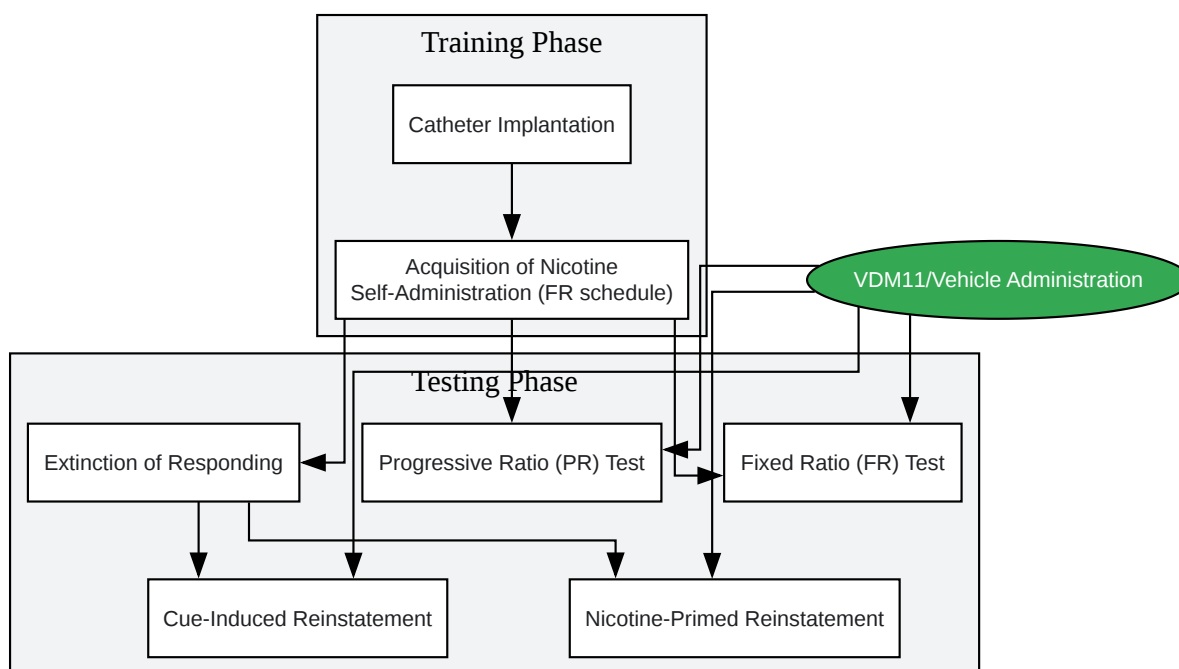 Training Phase
Catheter Implantation
Acquisition of Nicotine
Self-Administration (FR schedule)
VDM11/Vehicle Administration
Testing Phase
Extinction of Responding
Progressive Ratio (PR) Test
Fixed Ratio (FR) Test
Cue-Induced Reinstatement
Nicotine-Primed Reinstatement